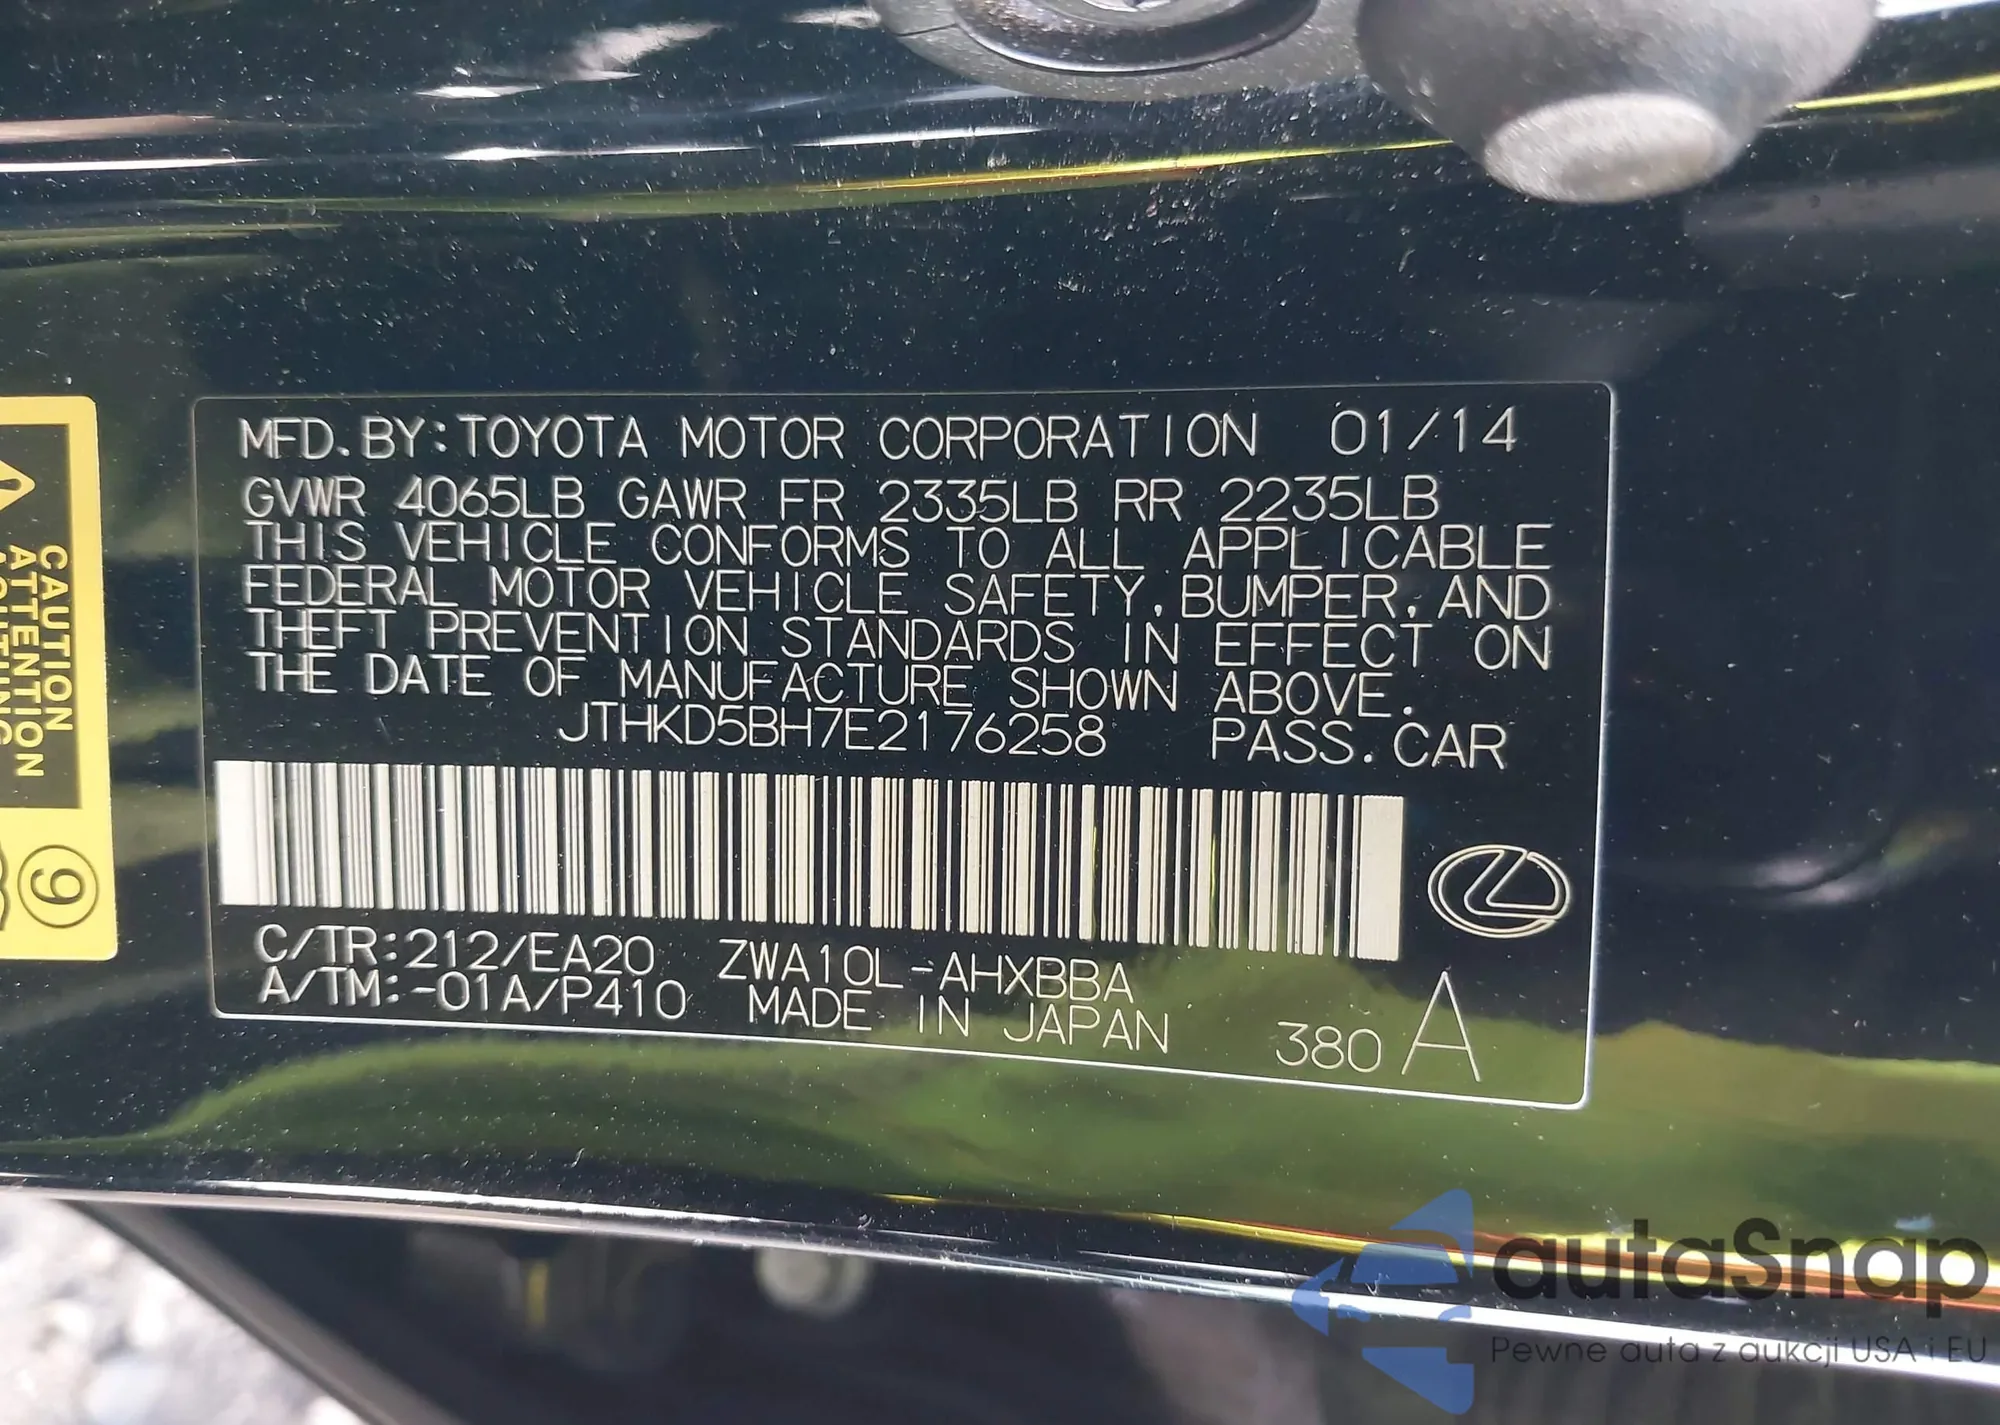 MFD. BY: TOYOTA MOTOR CORPORATION 01/14
GVWR 4065LB GAWR FR 2335LB RR 2235LB
THIS VEHICLE CONFORMS TO ALL APPLICABLE
FEDERAL MOTOR VEHICLE SAFETY, BUMPER, AND
THEFT PREVENTION STANDARDS IN EFFECT ON
THE DATE OF MANUFACTURE SHOWN ABOVE.
JTHKD5BH7E2176258 PASS. CAR
C/TR:212/EA20 ZWA10L-AHXBBA
A/TM:-01A/P410 MADE IN JAPAN 380 A
CAUTION
ATTENTION
9
autaSnap
Pewne auta z aukcji USA i EU